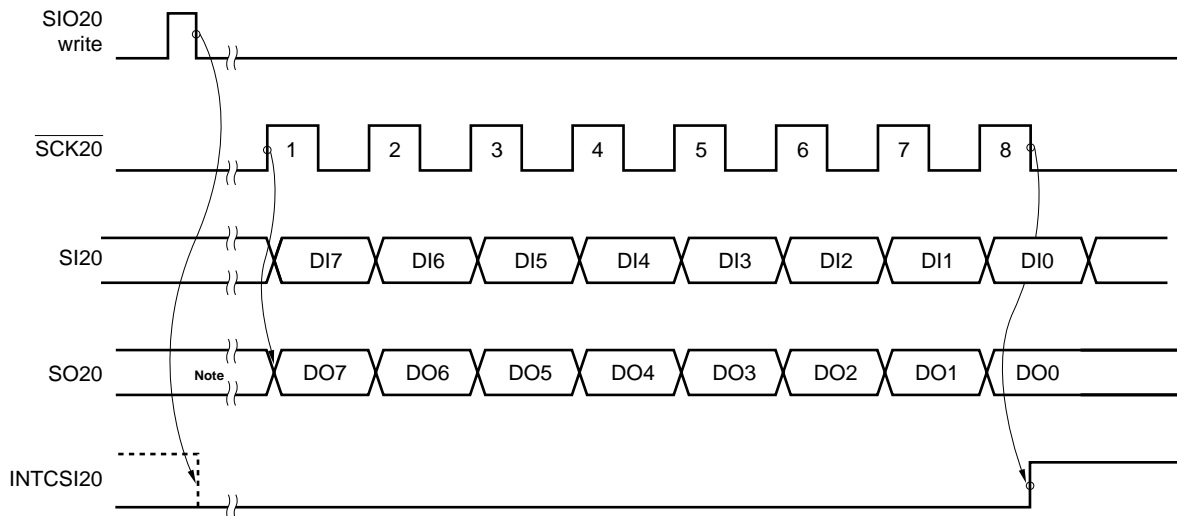 SIO20
write
SCK20
1 2 3 4 5 6 7 8
SI20
DI7 DI6 DI5 DI4 DI3 DI2 DI1 DI0
SO20
Note DO7 DO6 DO5 DO4 DO3 DO2 DO1 DO0
INTCSI20